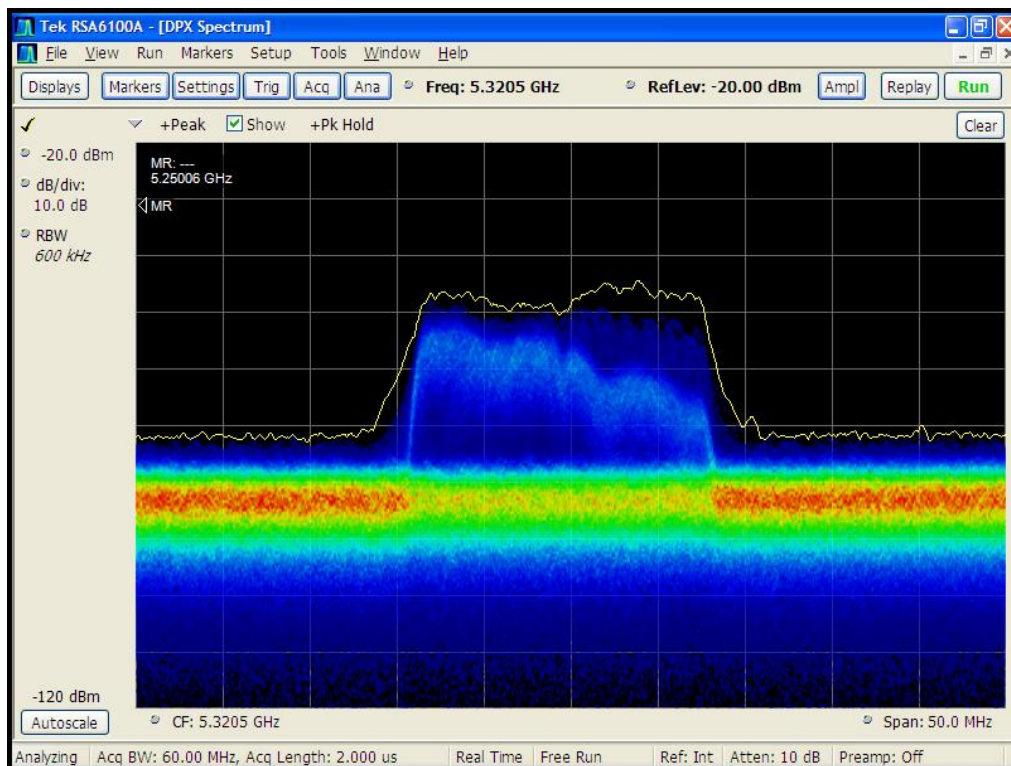 Tek RSA6100A - [DPX Spectrum]
File View Run Markers Setup Tools Window Help
Displays Markers Settings Trig Acq Ana Freq: 5.3205 GHz RefLev: -20.00 dBm Ampl Replay Run
+Peak Show +Pk Hold Clear
-20.0 dBm
dB/div:
10.0 dB
RBW
600 kHz
MR: ---
5.25006 GHz
MR
-120 dBm
Autoscale CF: 5.3205 GHz Span: 50.0 MHz
Analyzing Acq BW: 60.00 MHz, Acq Length: 2.000 us Real Time Free Run Ref: Int Atten: 10 dB Preamp: Off